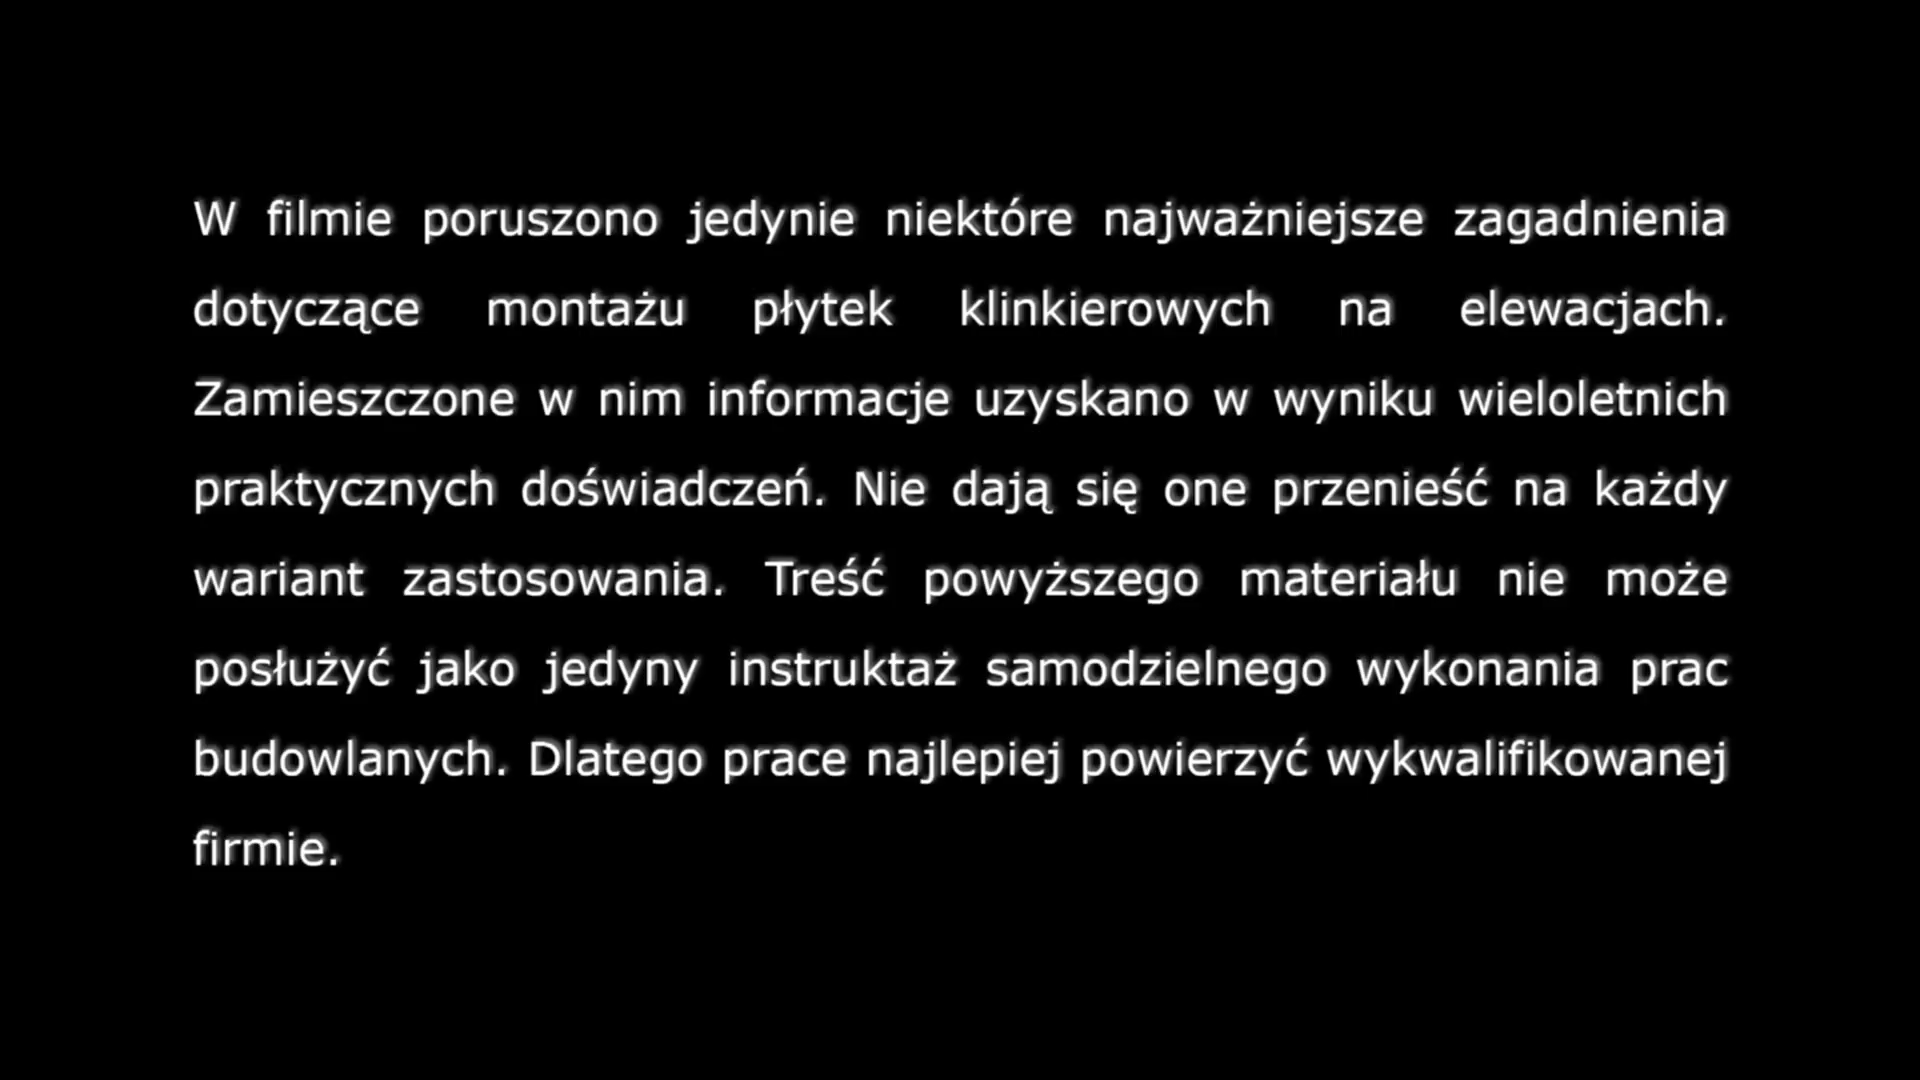 W filmie poruszono jedynie niektóre najważniejsze zagadnienia
dotyczące montażu płytek klinkierowych na elewacjach.
Zamieszczone w nim informacje uzyskano w wyniku wieloletnich
praktycznych doświadczeń. Nie dają się one przenieść na każdy
wariant zastosowania. Treść powyższego materiału nie może
posłużyć jako jedyny instruktaż samodzielnego wykonania prac
budowlanych. Dlatego prace najlepiej powierzyć wykwalifikowanej
firmie.